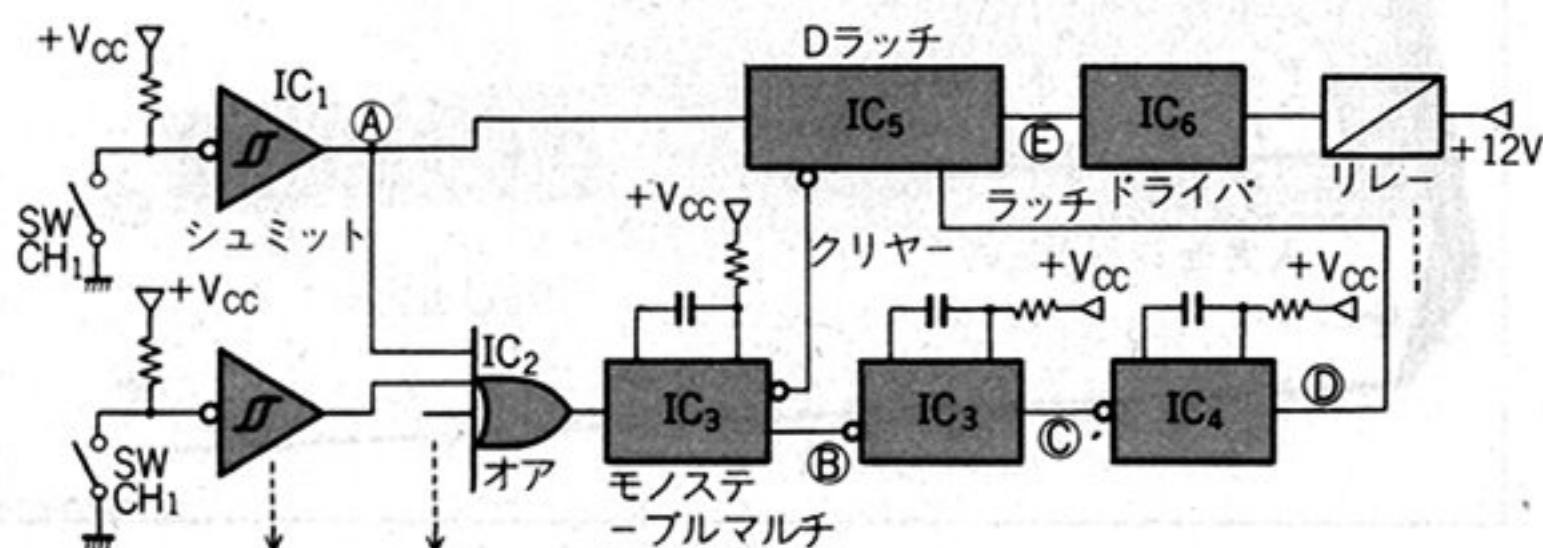 +VCC
IC1
Ⓐ
シュミット
SW
CH1
+VCC
SW
CH1
IC2
オア
Dラッチ
IC5
Ⓔ
IC6
ドライバ
リレー
+12V
ラッチ
クリヤー
+VCC
IC3
モノステ
ーブルマルチ
Ⓑ
+VCC
IC3
Ⓒ
+VCC
IC4
Ⓓ